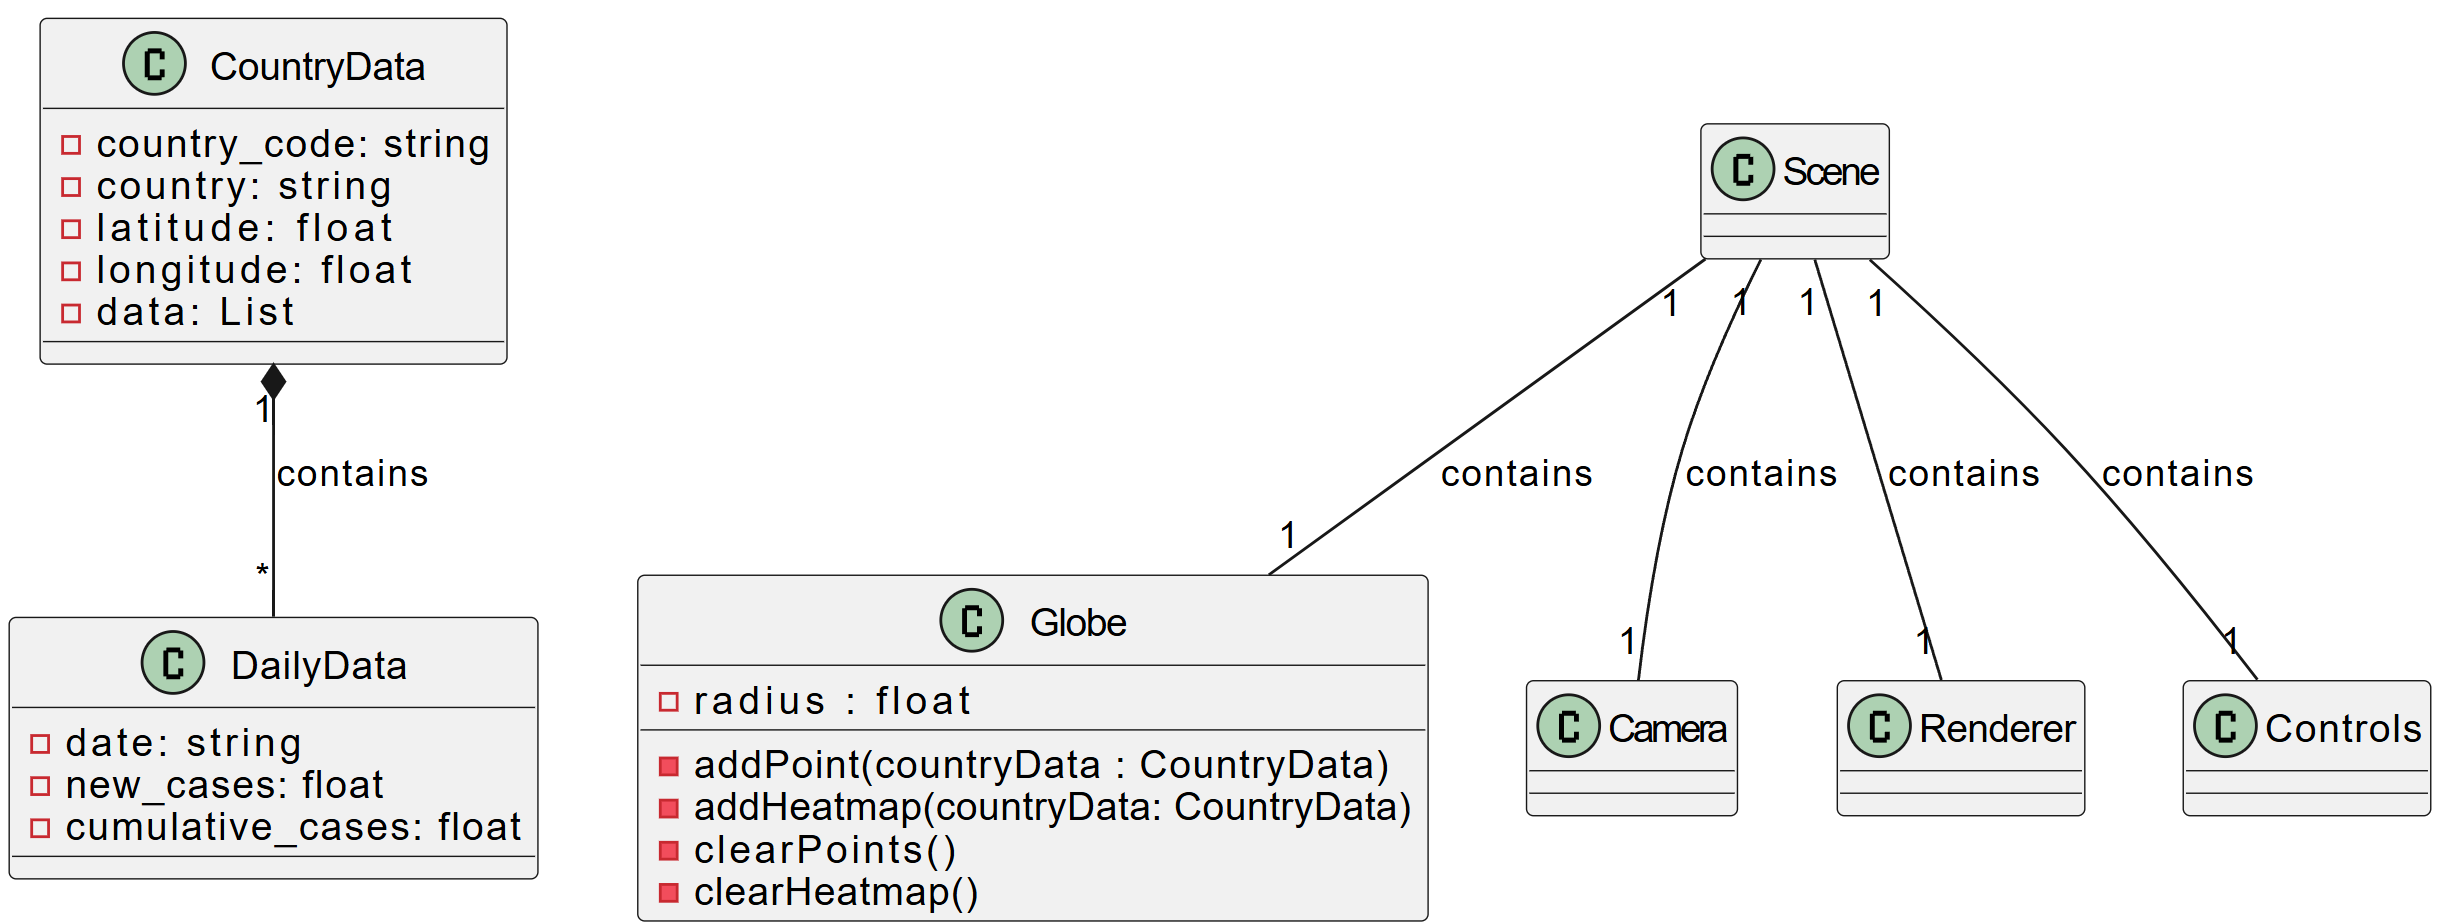 C CountryData
country_code: string
country: string
latitude: float
longitude: float
data: List
1
contains
*
C DailyData
date: string
new_cases: float
cumulative_cases: float
C Scene
1 1 1 1
contains contains contains contains
1
1 1 1
C Globe
radius : float
addPoint(countryData : CountryData)
addHeatmap(countryData: CountryData)
clearPoints()
clearHeatmap()
C Camera
C Renderer
C Controls